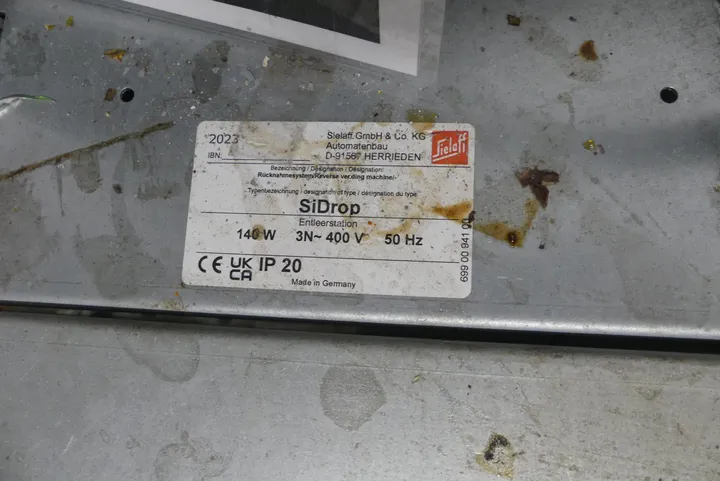 2023
Sielaff GmbH & Co. KG
Automatenbau
D-91567 HERRIEDEN
Sielaff
IBN:
Bezeichnung / Designation / Désignation:
Rücknahmesystem/Reverse vending machine/-
Typenbezeichnung / designation of type / désignation du type:
SiDrop
Entleerstation
140 W 3N~ 400 V 50 Hz
CE UK CA IP 20
Made in Germany
699 00 941 00